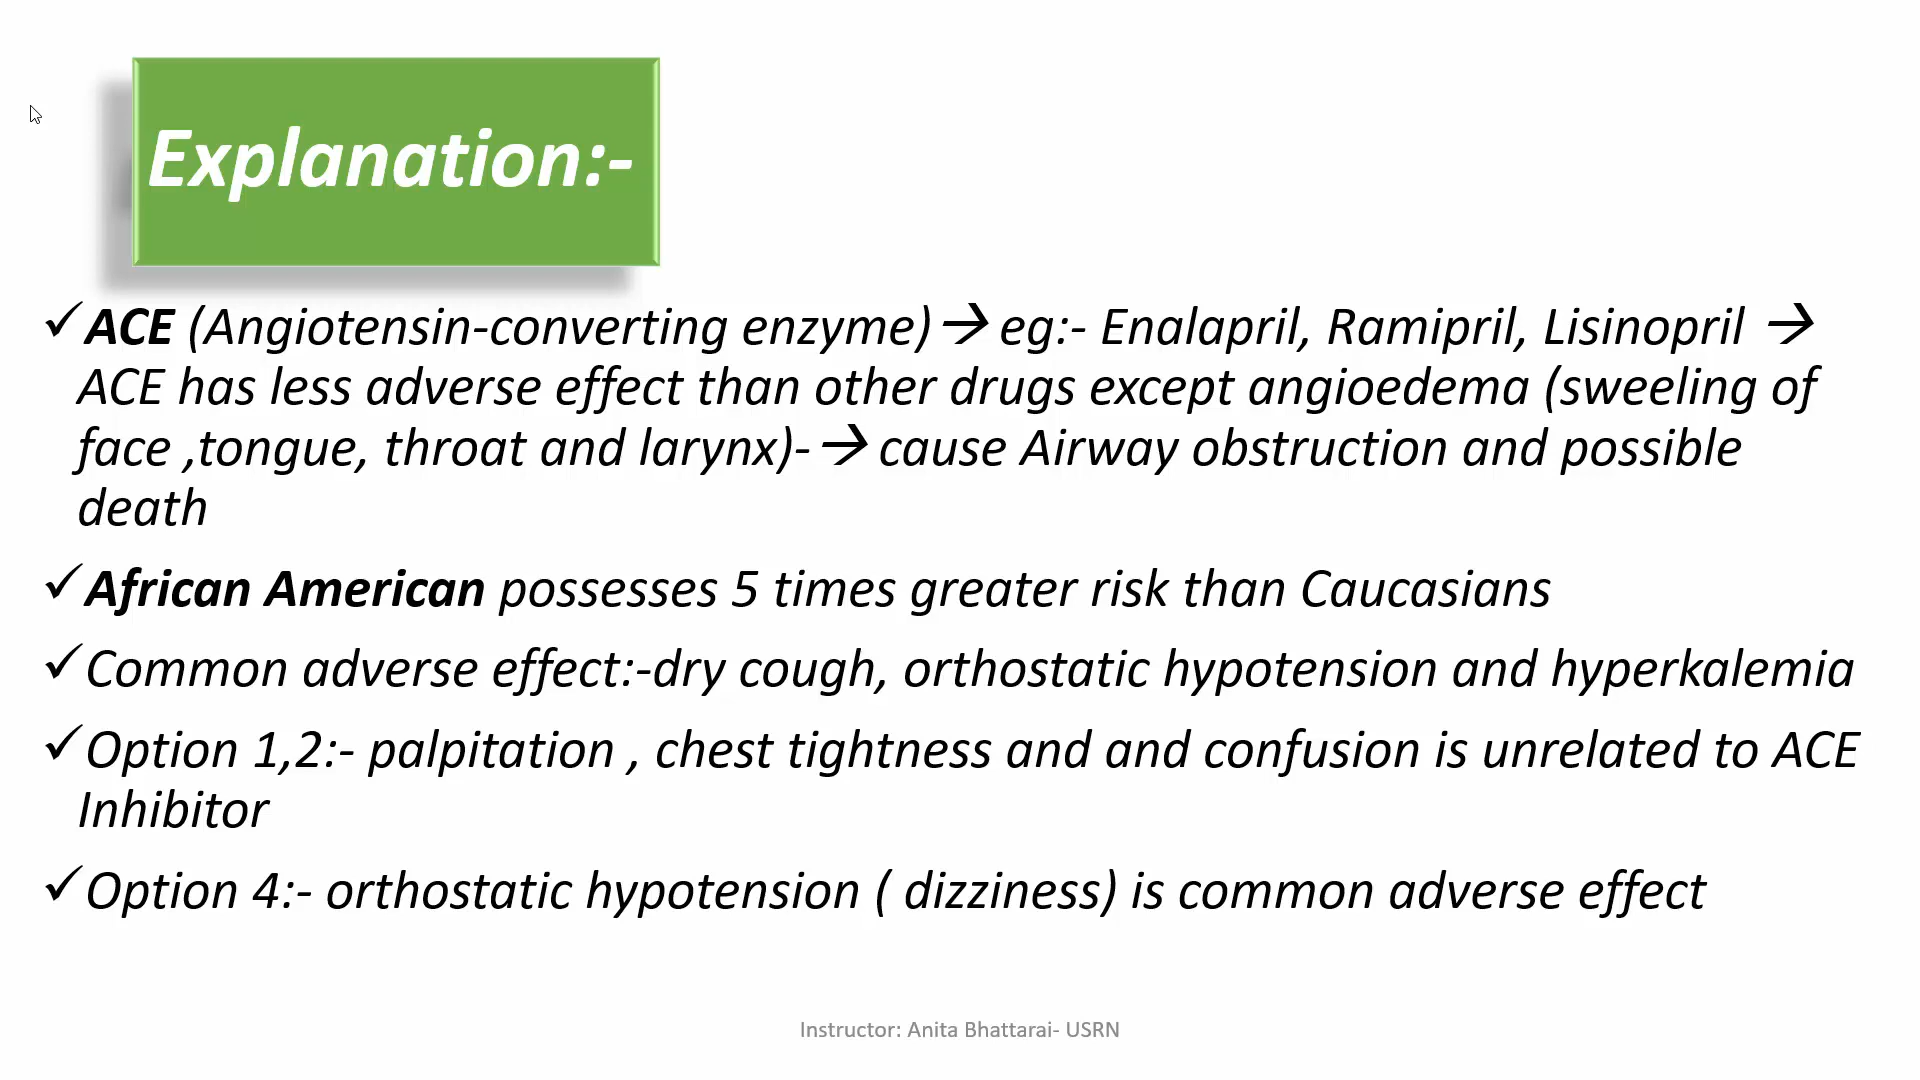 Explanation:-
✓ACE (Angiotensin-converting enzyme)→ eg:- Enalapril, Ramipril, Lisinopril →
ACE has less adverse effect than other drugs except angioedema (sweeling of
face ,tongue, throat and larynx)-→ cause Airway obstruction and possible
death
✓African American possesses 5 times greater risk than Caucasians
✓Common adverse effect:-dry cough, orthostatic hypotension and hyperkalemia
✓Option 1,2:- palpitation , chest tightness and and confusion is unrelated to ACE
Inhibitor
✓Option 4:- orthostatic hypotension ( dizziness) is common adverse effect
Instructor: Anita Bhattarai- USRN